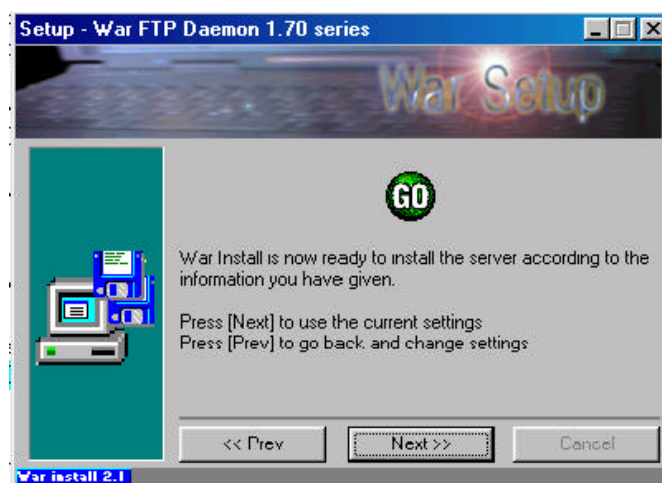 Setup - War FTP Daemon 1.70 series
War Setup
GO
War Install is now ready to install the server according to the
information you have given.
Press [Next] to use the current settings
Press [Prev] to go back and change settings
<< Prev
Next >>
Cancel
War install 2.1